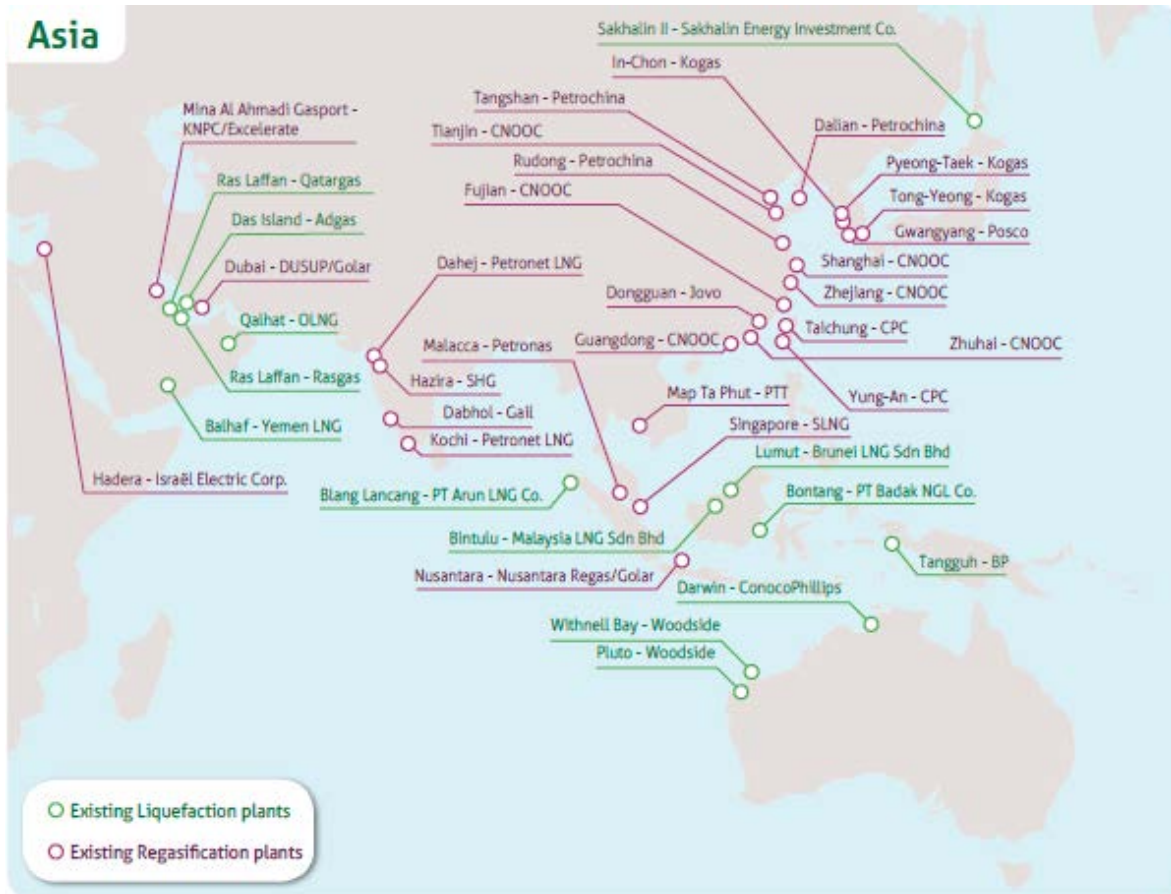 Asia
Sakhalin II - Sakhalin Energy Investment Co.
In-Chon - Kogas
Tangshan - Petrochina
Mina Al Ahmadi Gasport -
KNPC/Excelerate
Tianjin - CNOOC
Dalian - Petrochina
Rudong - Petrochina
Pyeong-Taek - Kogas
Ras Laffan - Qatargas
Fujian - CNOOC
Tong-Yeong - Kogas
Das Island - Adgas
Gwangyang - Posco
Dubai - DUSUP/Golar
Dahej - Petronet LNG
Shanghai - CNOOC
Dongguan - Jovo
Zhejiang - CNOOC
Qalhat - OLNG
Taichung - CPC
Malacca - Petronas
Guangdong - CNOOC
Zhuhai - CNOOC
Ras Laffan - Rasgas
Hazira - SHG
Map Ta Phut - PTT
Yung-An - CPC
Dabhol - Gail
Singapore - SLNG
Balhaf - Yemen LNG
Kochi - Petronet LNG
Lumut - Brunei LNG Sdn Bhd
Hadera - Israël Electric Corp.
Blang Lancang - PT Arun LNG Co.
Bontang - PT Badak NGL Co.
Bintulu - Malaysia LNG Sdn Bhd
Tangguh - BP
Nusantara - Nusantara Regas/Golar
Darwin - ConocoPhillips
Withnell Bay - Woodside
Pluto - Woodside
Existing Liquefaction plants
Existing Regasification plants